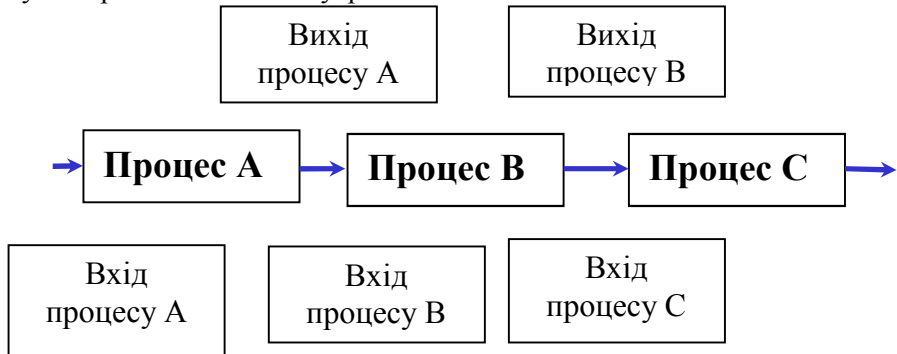 Вихід
процесу А
Вихід
процесу В
Процес А
Процес В
Процес С
Вхід
процесу А
Вхід
процесу В
Вхід
процесу С